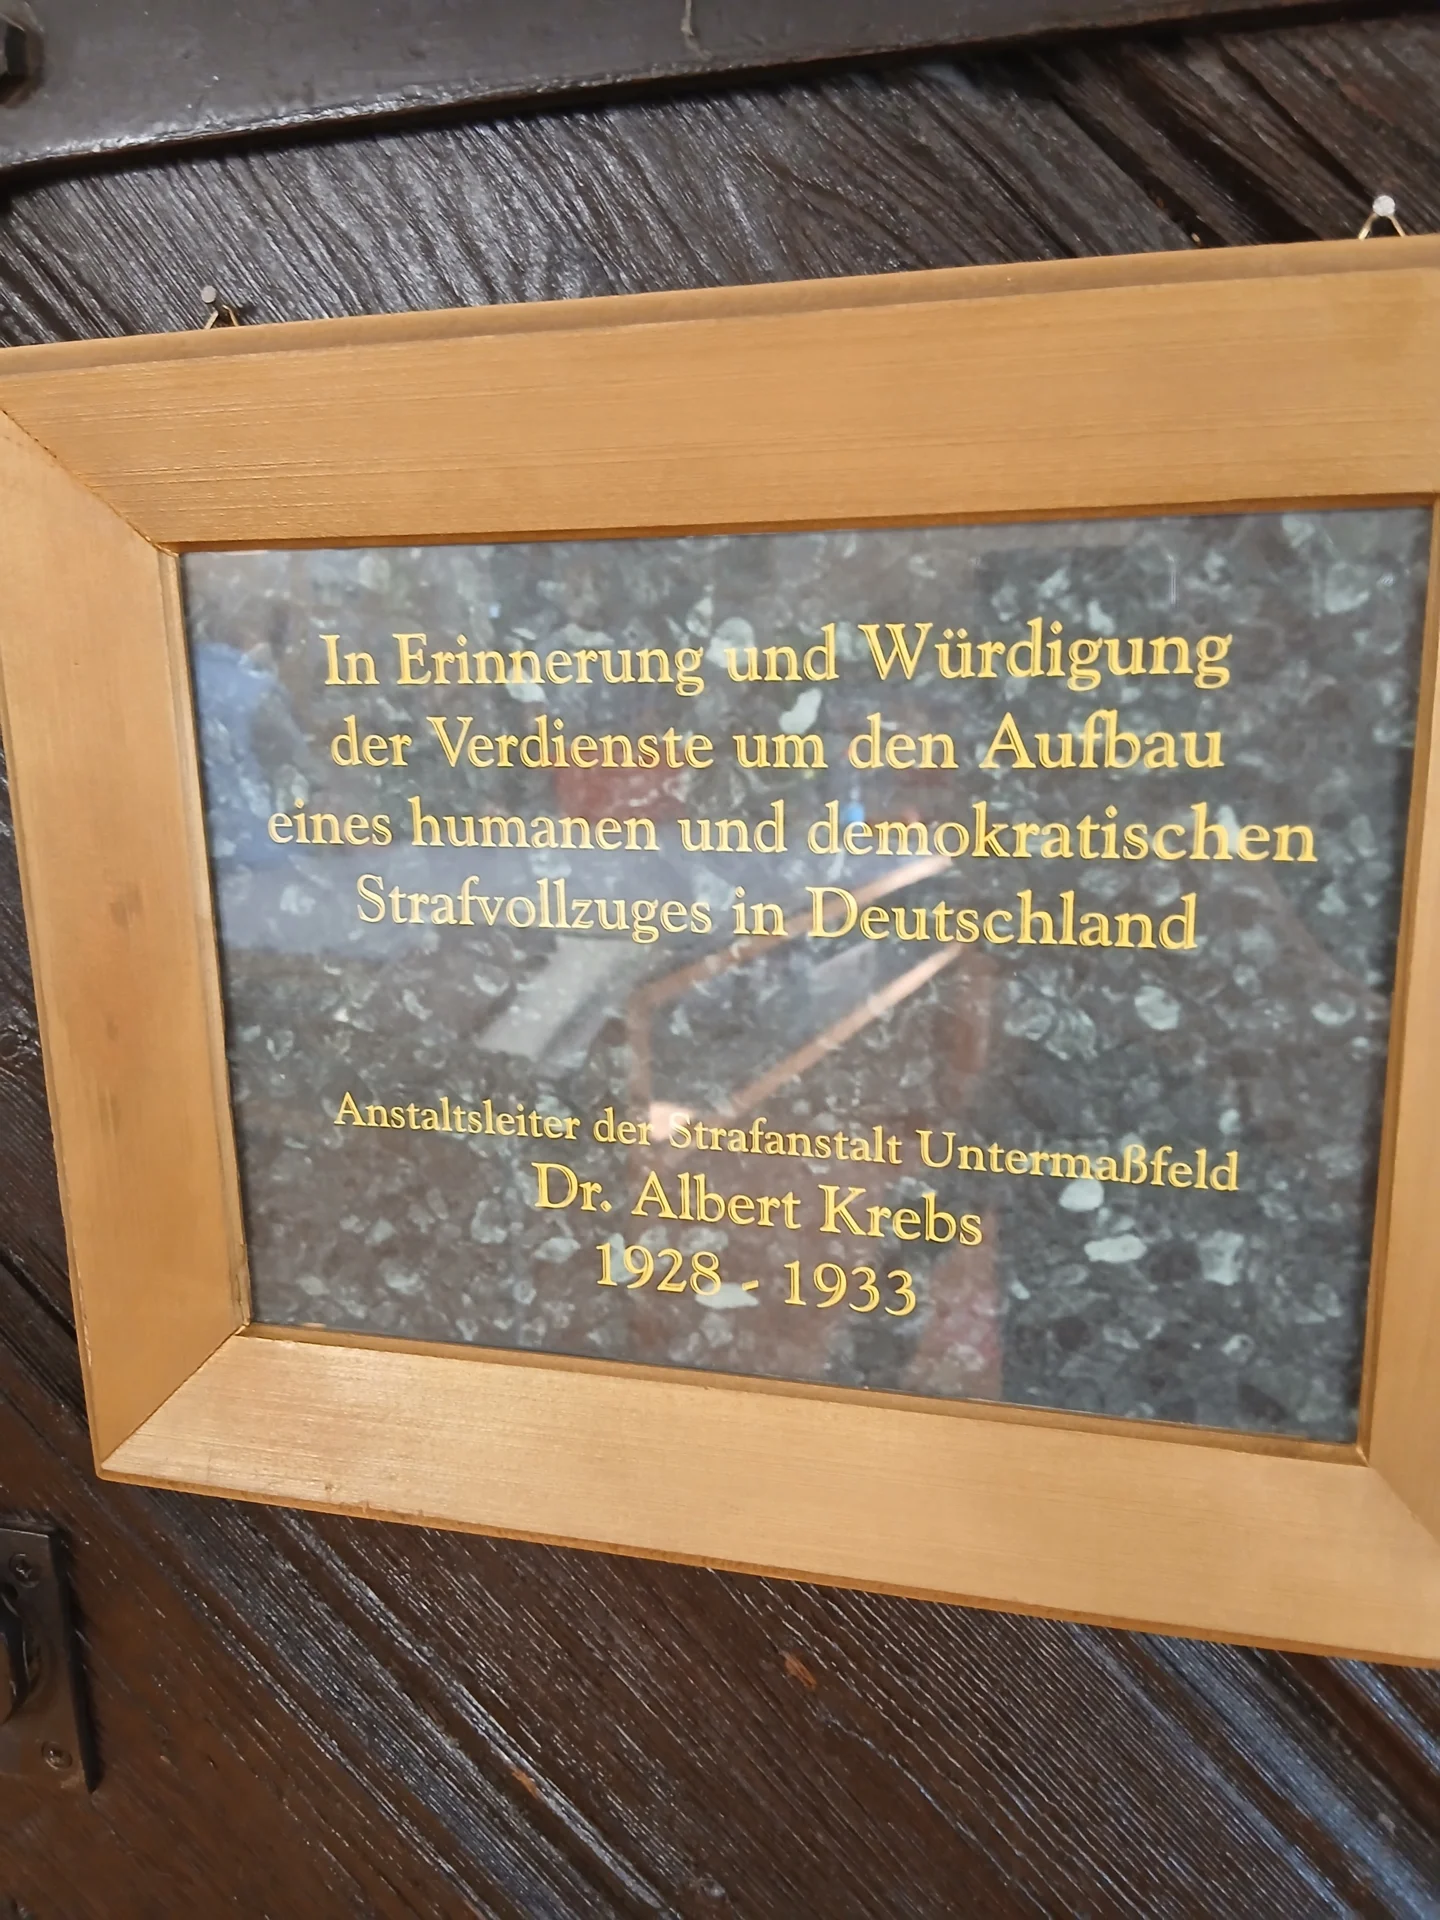 In Erinnerung und Würdigung
der Verdienste um den Aufbau
eines humanen und demokratischen
Strafvollzuges in Deutschland
Anstaltsleiter der Strafanstalt Untermaßfeld
Dr. Albert Krebs
1928 - 1933